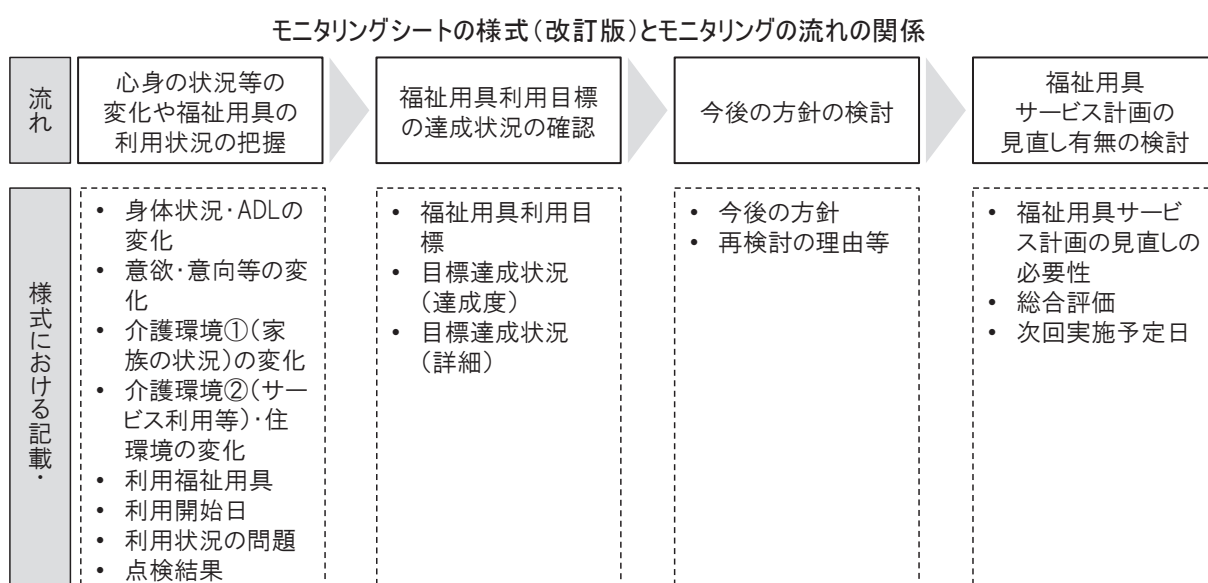 モニタリングシートの様式（改訂版）とモニタリングの流れの関係
流れ
心身の状況等の
変化や福祉用具の
利用状況の把握
福祉用具利用目標
の達成状況の確認
今後の方針の検討
福祉用具
サービス計画の
見直し有無の検討
様式における記載・
• 身体状況・ADLの
変化
• 意欲・意向等の変
化
• 介護環境①（家
族の状況）の変化
• 介護環境②（サー
ビス利用等）・住
環境の変化
• 利用福祉用具
• 利用開始日
• 利用状況の問題
• 点検結果
• 福祉用具利用目
標
• 目標達成状況
（達成度）
• 目標達成状況
（詳細）
• 今後の方針
• 再検討の理由等
• 福祉用具サービ
ス計画の見直しの
必要性
• 総合評価
• 次回実施予定日